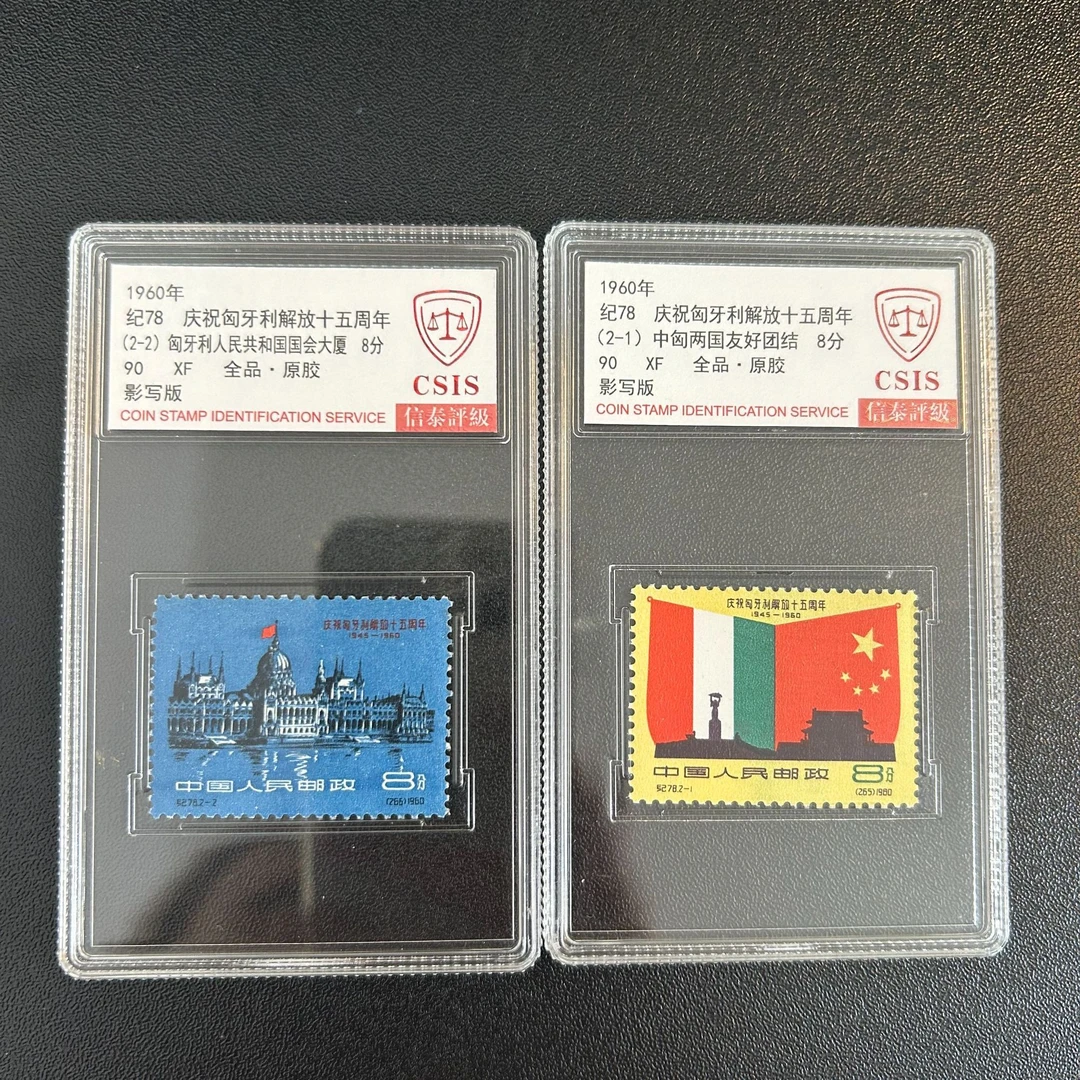 1960年
纪78 庆祝匈牙利解放十五周年
(2-2) 匈牙利人民共和国国会大厦 8分
90 XF 全品·原胶
影写版
COIN STAMP IDENTIFICATION SERVICE
CSIS
信泰評級
庆祝匈牙利解放十五周年
1945-1960
中国人民邮政 8分
纪78.2-2 (265)1960
1960年
纪78 庆祝匈牙利解放十五周年
(2-1) 中匈两国友好团结 8分
90 XF 全品·原胶
影写版
COIN STAMP IDENTIFICATION SERVICE
CSIS
信泰評級
庆祝匈牙利解放十五周年
1945-1960
中国人民邮政 8分
纪78.2-1 (265)1960